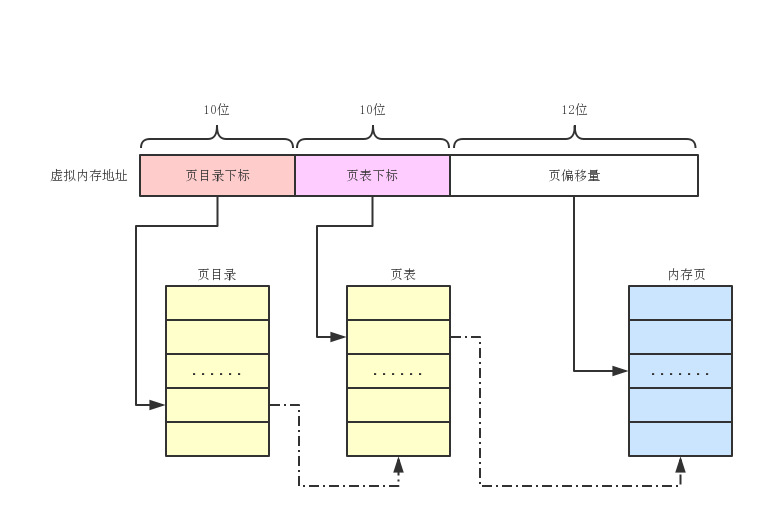 10位 10位 12位
虚拟内存地址 页目录下标 页表下标 页偏移量
页目录 页表 内存页
...... ...... .......